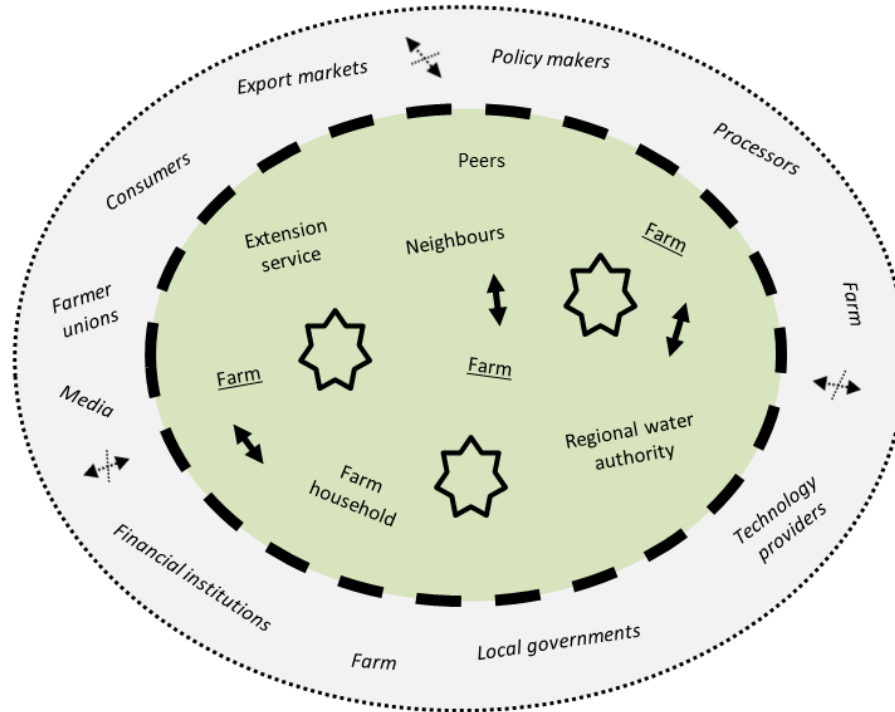 Policy makers
Export markets
Processors
Consumers
Peers
Extension
service
Neighbours
Farm
Farm
Farmer
unions
Farm
Farm
Media
Regional water
authority
Farm
household
Technology
providers
Financial institutions
Local governments
Farm